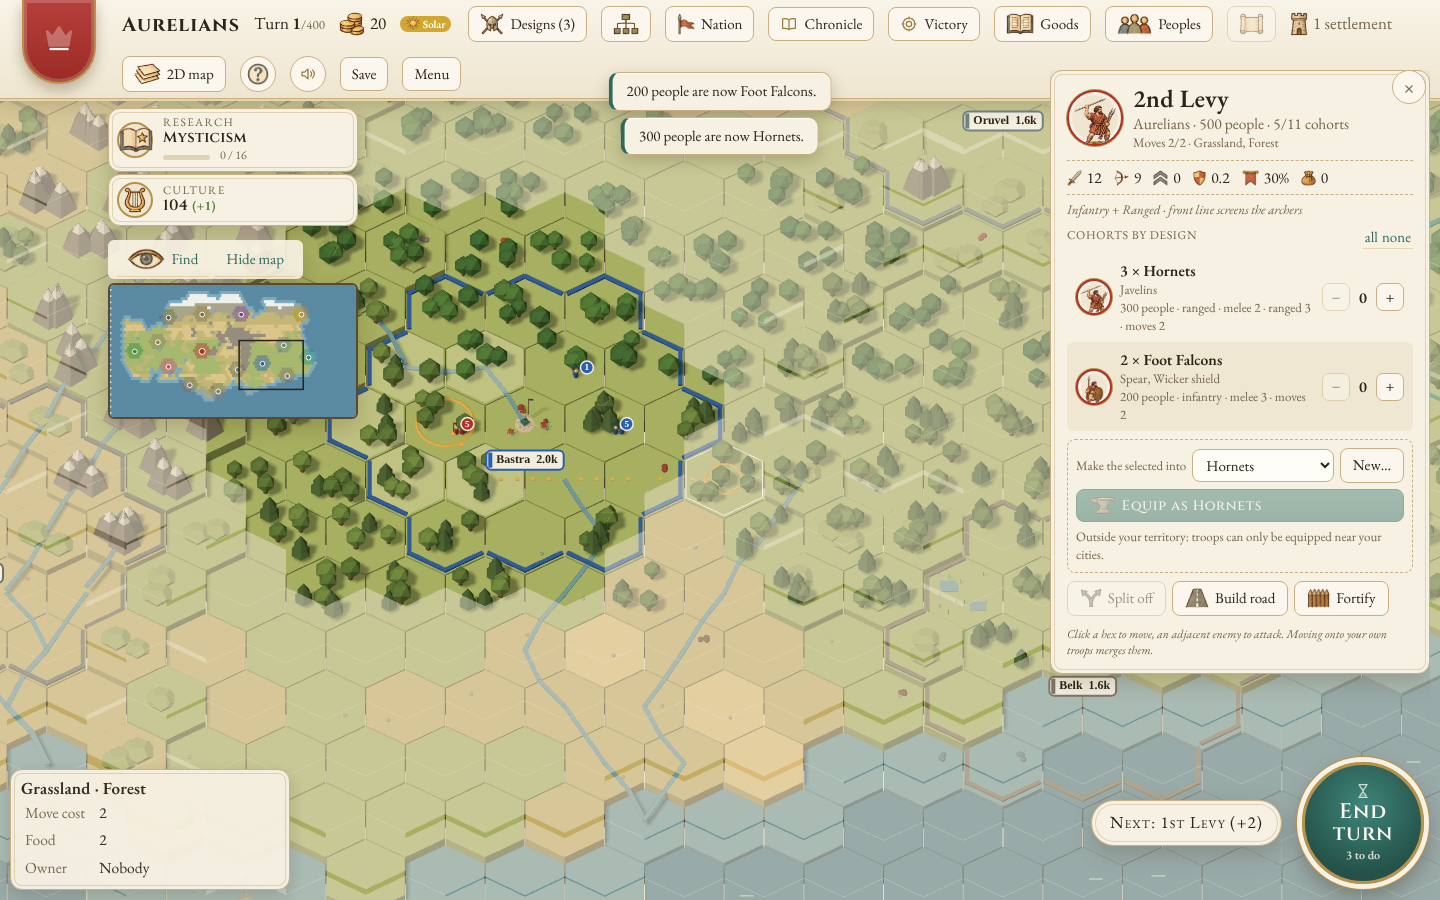 Aurelians
Turn 1/400
20
Solar
Designs (3)
Nation
Chronicle
Victory
Goods
Peoples
1 settlement
2D map
?
Save
Menu
200 people are now Foot Falcons.
300 people are now Hornets.
Research
Mysticism
0 / 16
Culture
104 (+1)
Find
Hide map
Oruvel 1.6k
1
5
5
Bastra 2.0k
Belk 1.6k
×
2nd Levy
Aurelians · 500 people · 5/11 cohorts
Moves 2/2 · Grassland, Forest
12
9
0
0.2
30%
0
Infantry + Ranged · front line screens the archers
Cohorts by design
all none
3 × Hornets
Javelins
300 people · ranged · melee 2 · ranged 3
· moves 2
− 0 +
2 × Foot Falcons
Spear, Wicker shield
200 people · infantry · melee 3 · moves
2
− 0 +
Make the selected into
Hornets
New...
Equip as Hornets
Outside your territory: troops can only be equipped near your
cities.
Split off
Build road
Fortify
Click a hex to move, an adjacent enemy to attack. Moving onto your own
troops merges them.
Grassland · Forest
Move cost 2
Food 2
Owner Nobody
Next: 1st Levy (+2)
End
Turn
3 to do